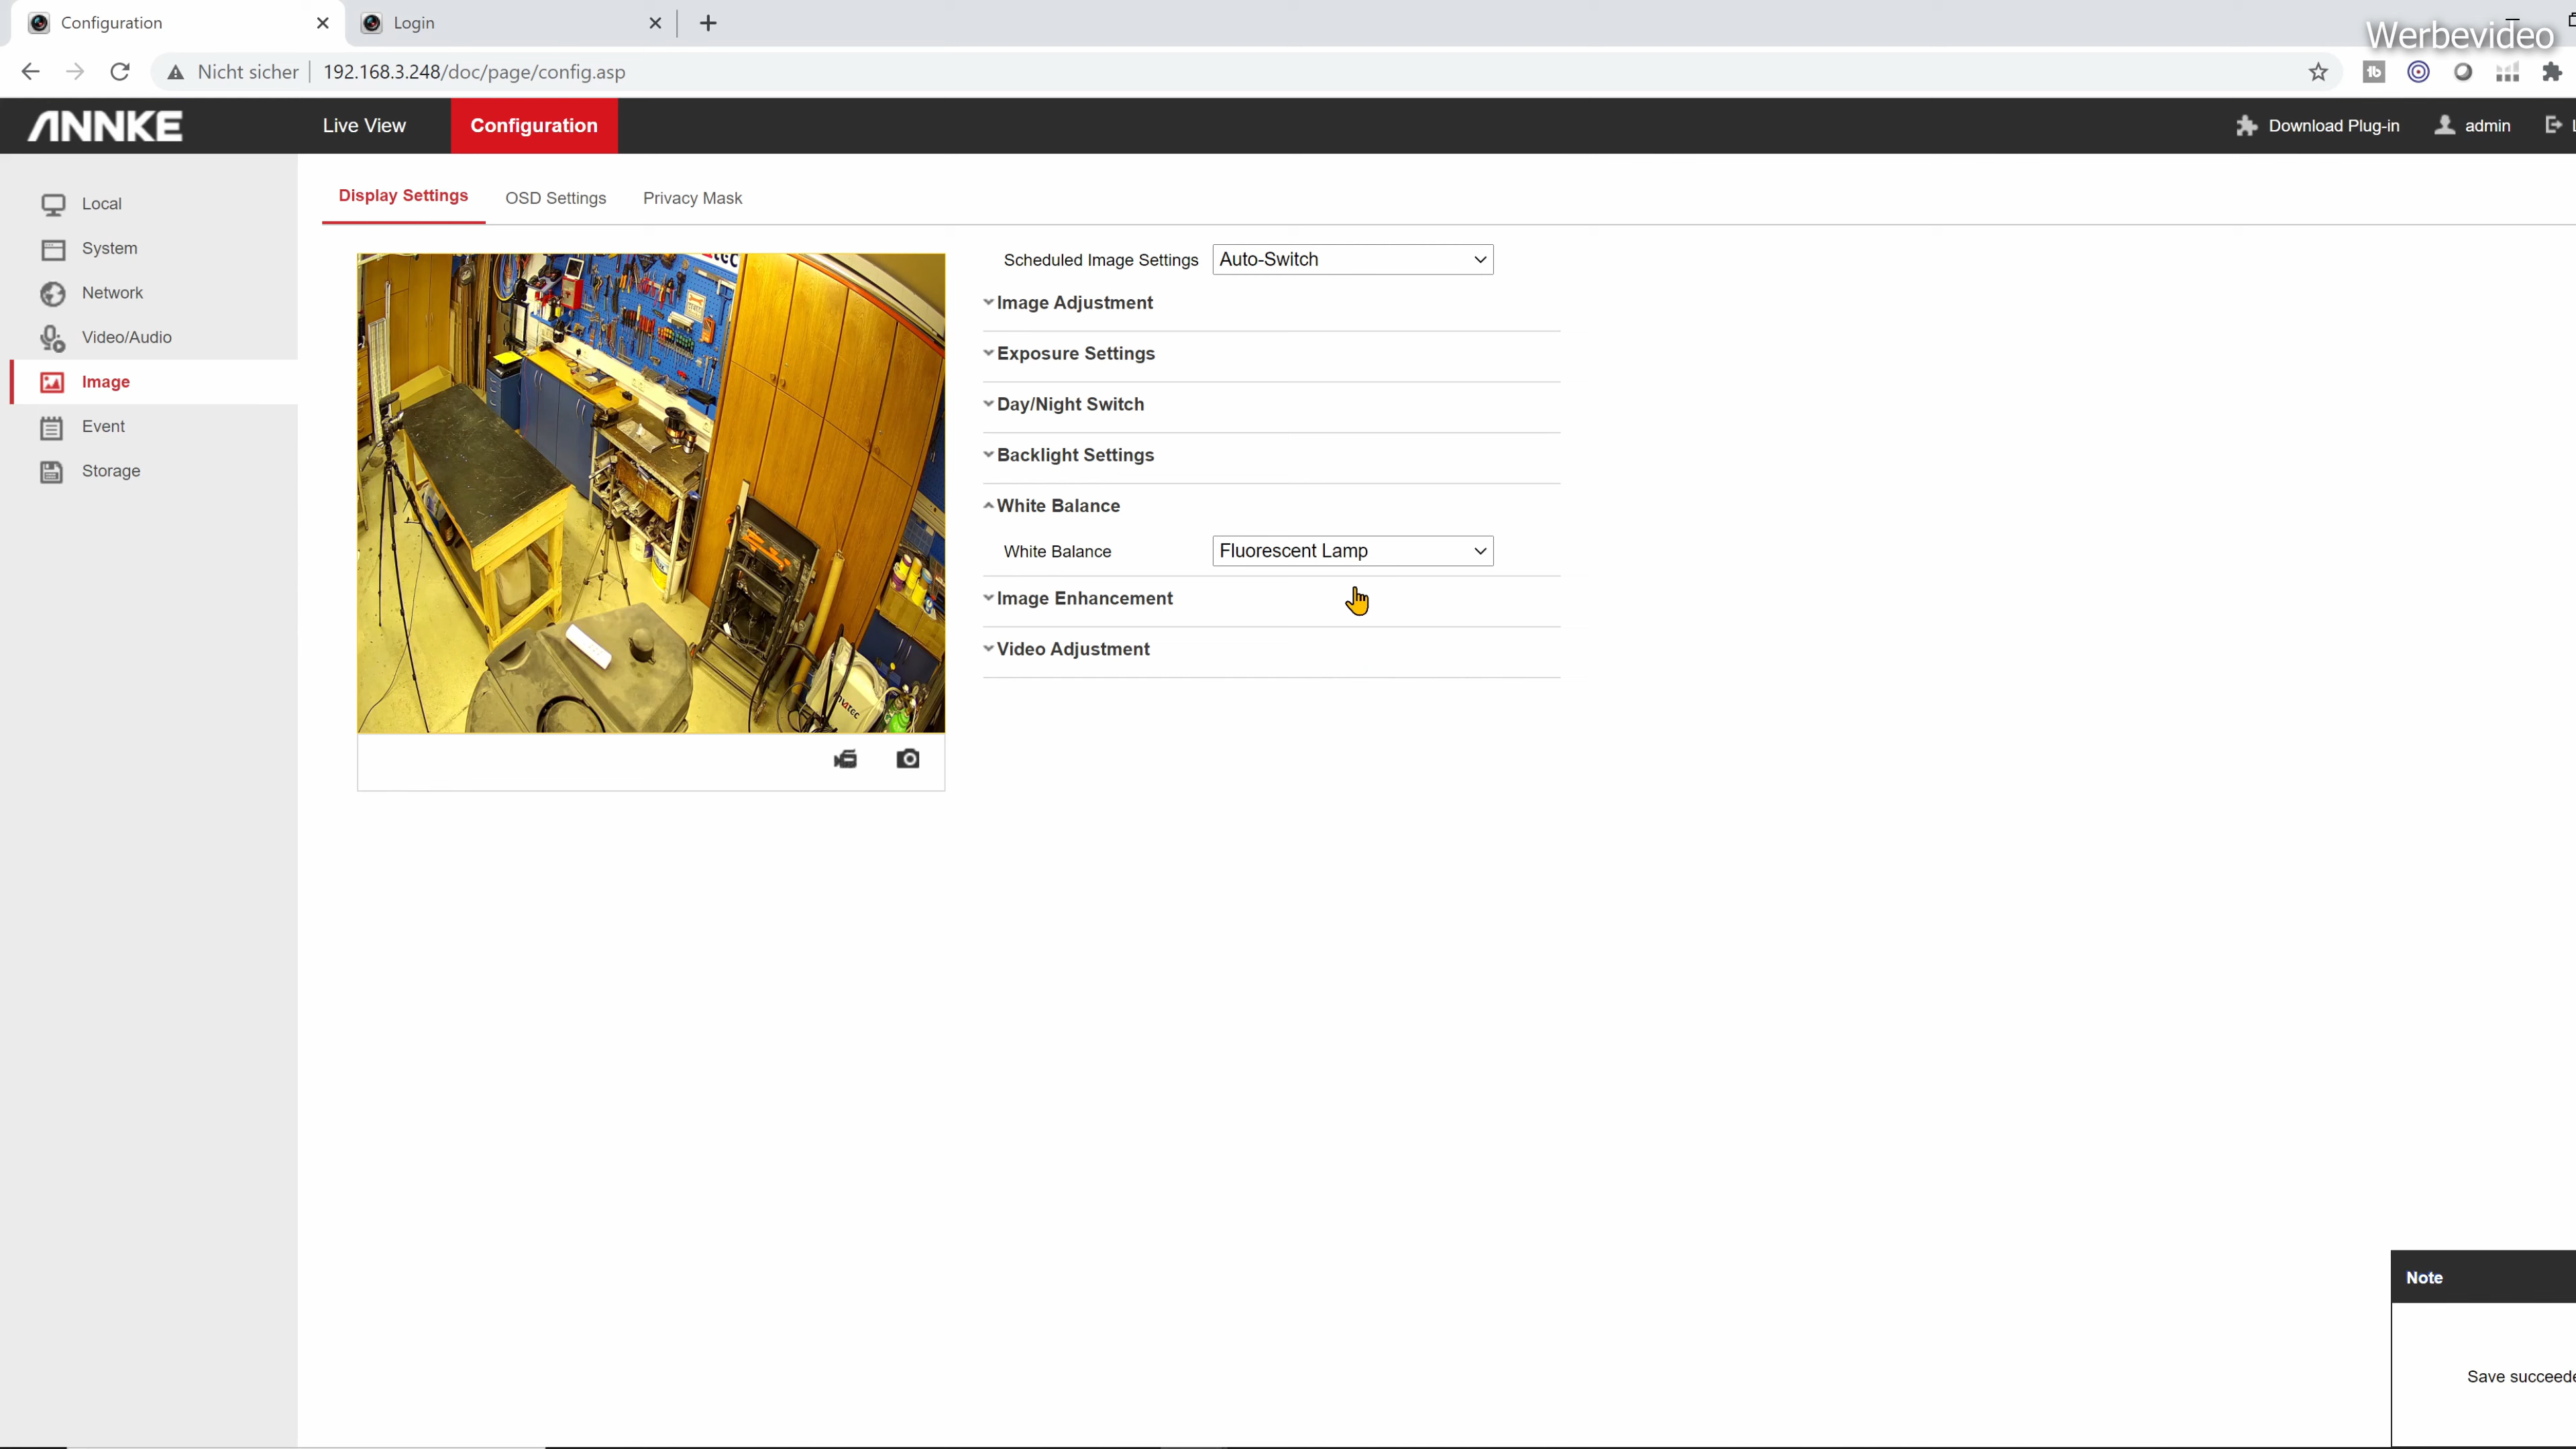 Configuration
Login
Werbevideo
Nicht sicher
192.168.3.248/doc/page/config.asp
ANNKE
Live View
Configuration
Download Plug-in
admin
Display Settings
OSD Settings
Privacy Mask
Local
System
Network
Video/Audio
Image
Event
Storage
Scheduled Image Settings
Auto-Switch
Image Adjustment
Exposure Settings
Day/Night Switch
Backlight Settings
White Balance
White Balance
Fluorescent Lamp
Image Enhancement
Video Adjustment
Note
Save succeede